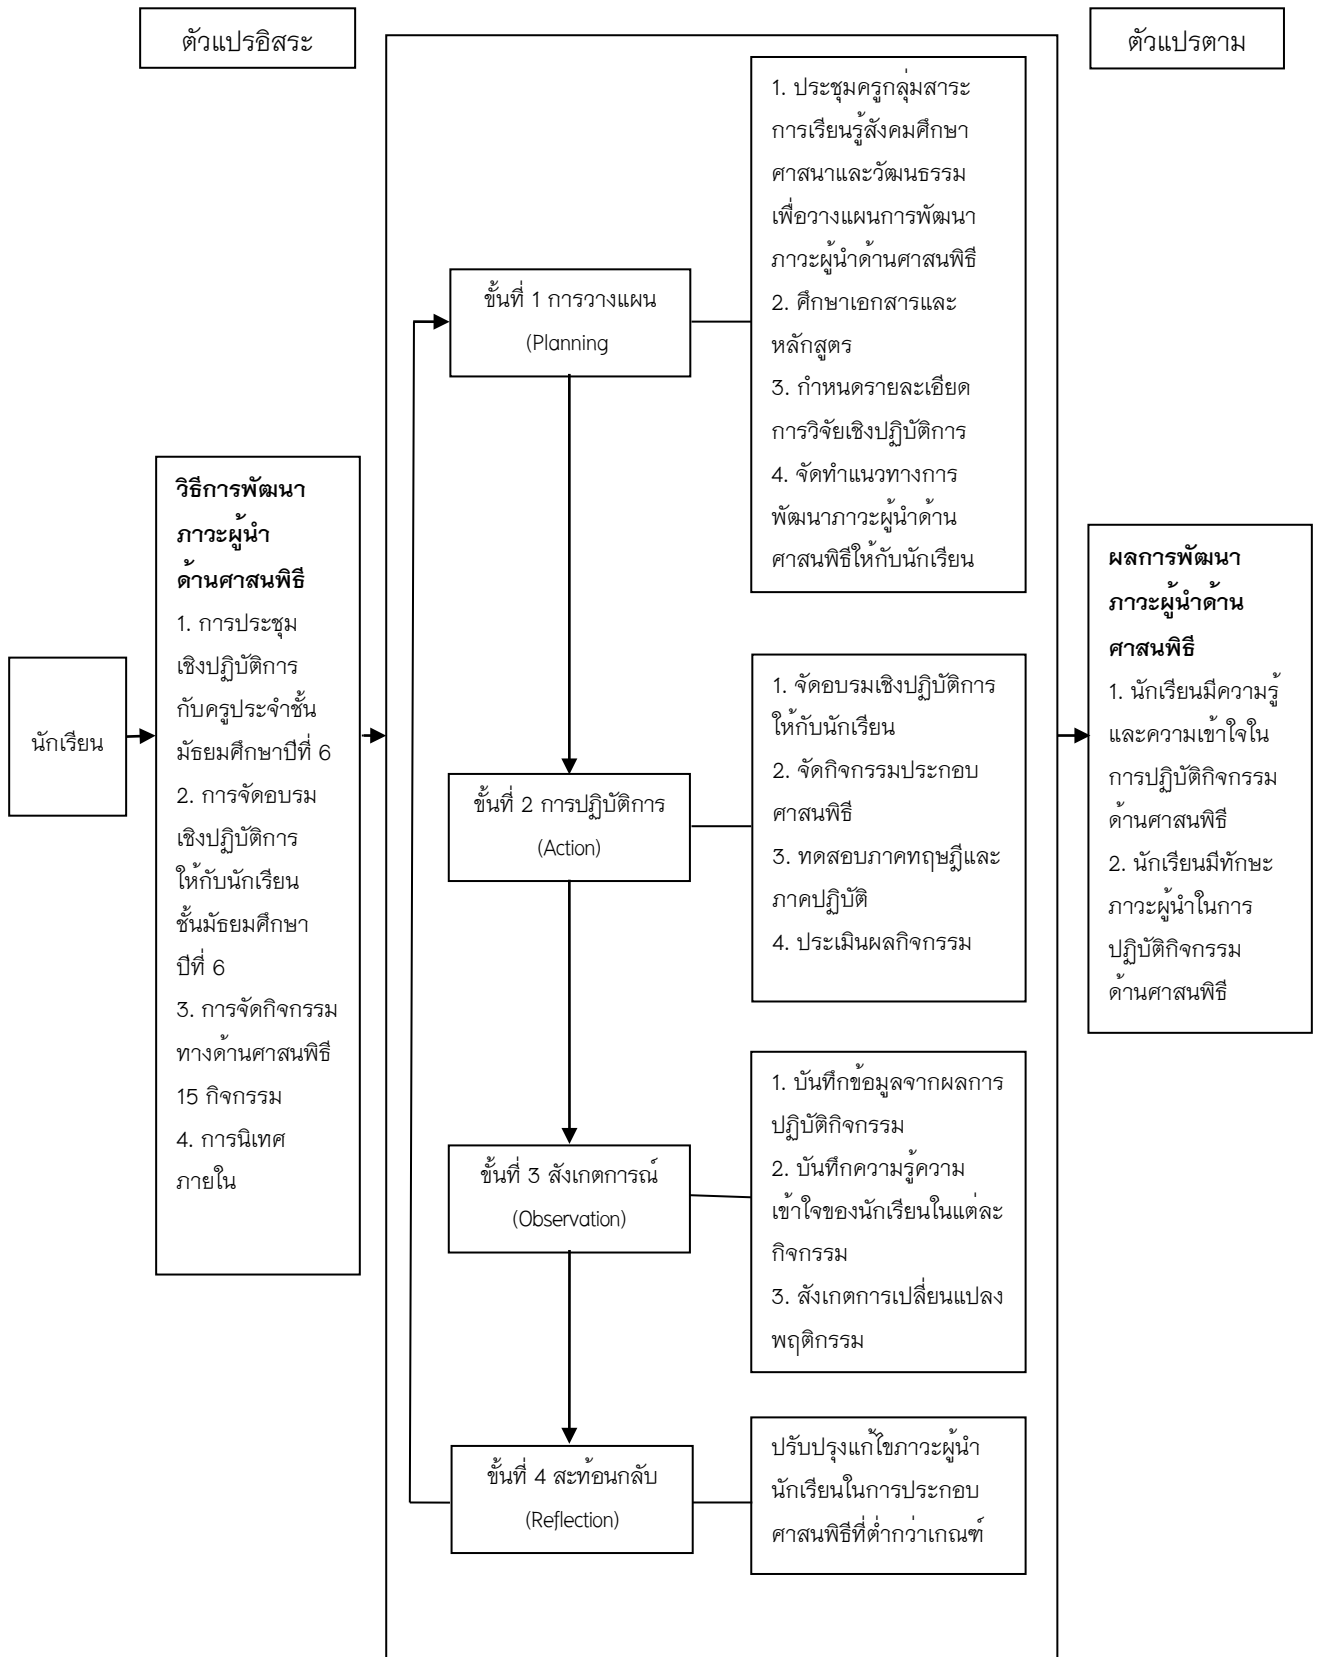 ตัวแปรอิสระ
ตัวแปรตาม
นักเรียน
วิธีการพัฒนา
ภาวะผู้นำ
ด้านศาสนพิธี
1. การประชุม
เชิงปฏิบัติการ
กับครูประจำชั้น
มัธยมศึกษาปีที่ 6
2. การจัดอบรม
เชิงปฏิบัติการ
ให้กับนักเรียน
ชั้นมัธยมศึกษา
ปีที่ 6
3. การจัดกิจกรรม
ทางด้านศาสนพิธี
15 กิจกรรม
4. การนิเทศ
ภายใน
ขั้นที่ 1 การวางแผน
(Planning
1. ประชุมครูกลุ่มสาระ
การเรียนรู้สังคมศึกษา
ศาสนาและวัฒนธรรม
เพื่อวางแผนการพัฒนา
ภาวะผู้นำด้านศาสนพิธี
2. ศึกษาเอกสารและ
หลักสูตร
3. กำหนดรายละเอียด
การวิจัยเชิงปฏิบัติการ
4. จัดทำแนวทางการ
พัฒนาภาวะผู้นำด้าน
ศาสนพิธีให้กับนักเรียน
ขั้นที่ 2 การปฏิบัติการ
(Action)
1. จัดอบรมเชิงปฏิบัติการ
ให้กับนักเรียน
2. จัดกิจกรรมประกอบ
ศาสนพิธี
3. ทดสอบภาคทฤษฎีและ
ภาคปฏิบัติ
4. ประเมินผลกิจกรรม
ขั้นที่ 3 สังเกตการณ์
(Observation)
1. บันทึกข้อมูลจากผลการ
ปฏิบัติกิจกรรม
2. บันทึกความรู้ความ
เข้าใจของนักเรียนในแต่ละ
กิจกรรม
3. สังเกตการเปลี่ยนแปลง
พฤติกรรม
ขั้นที่ 4 สะท้อนกลับ
(Reflection)
ปรับปรุงแก้ไขภาวะผู้นำ
นักเรียนในการประกอบ
ศาสนพิธีที่ต่ำกว่าเกณฑ์
ผลการพัฒนา
ภาวะผู้นำด้าน
ศาสนพิธี
1. นักเรียนมีความรู้
และความเข้าใจใน
การปฏิบัติกิจกรรม
ด้านศาสนพิธี
2. นักเรียนมีทักษะ
ภาวะผู้นำในการ
ปฏิบัติกิจกรรม
ด้านศาสนพิธี